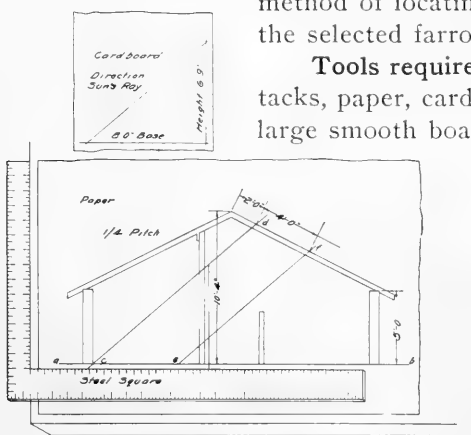 method of locatin
the selected farro
Tools require
tacks, paper, card
large smooth boa
Cardboard
Direction
Sun's Ray
Height 6.9'
8.0' Base
Paper
1/4 Pitch
2'-0"
4'-0"
d
f
10'-4"
5'-0"
a
c
e
b
Steel Square